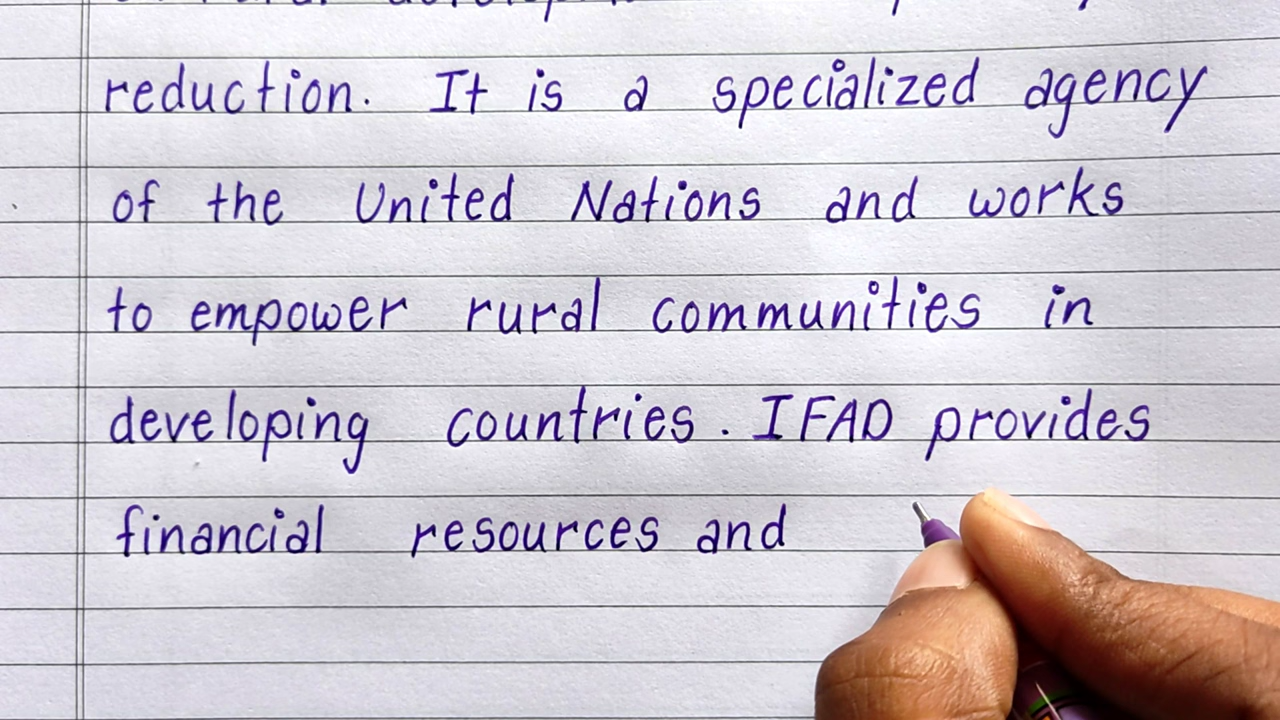 reduction. It is a specialized agency
of the United Nations and works
to empower rural communities in
developing countries. IFAD provides
financial resources and